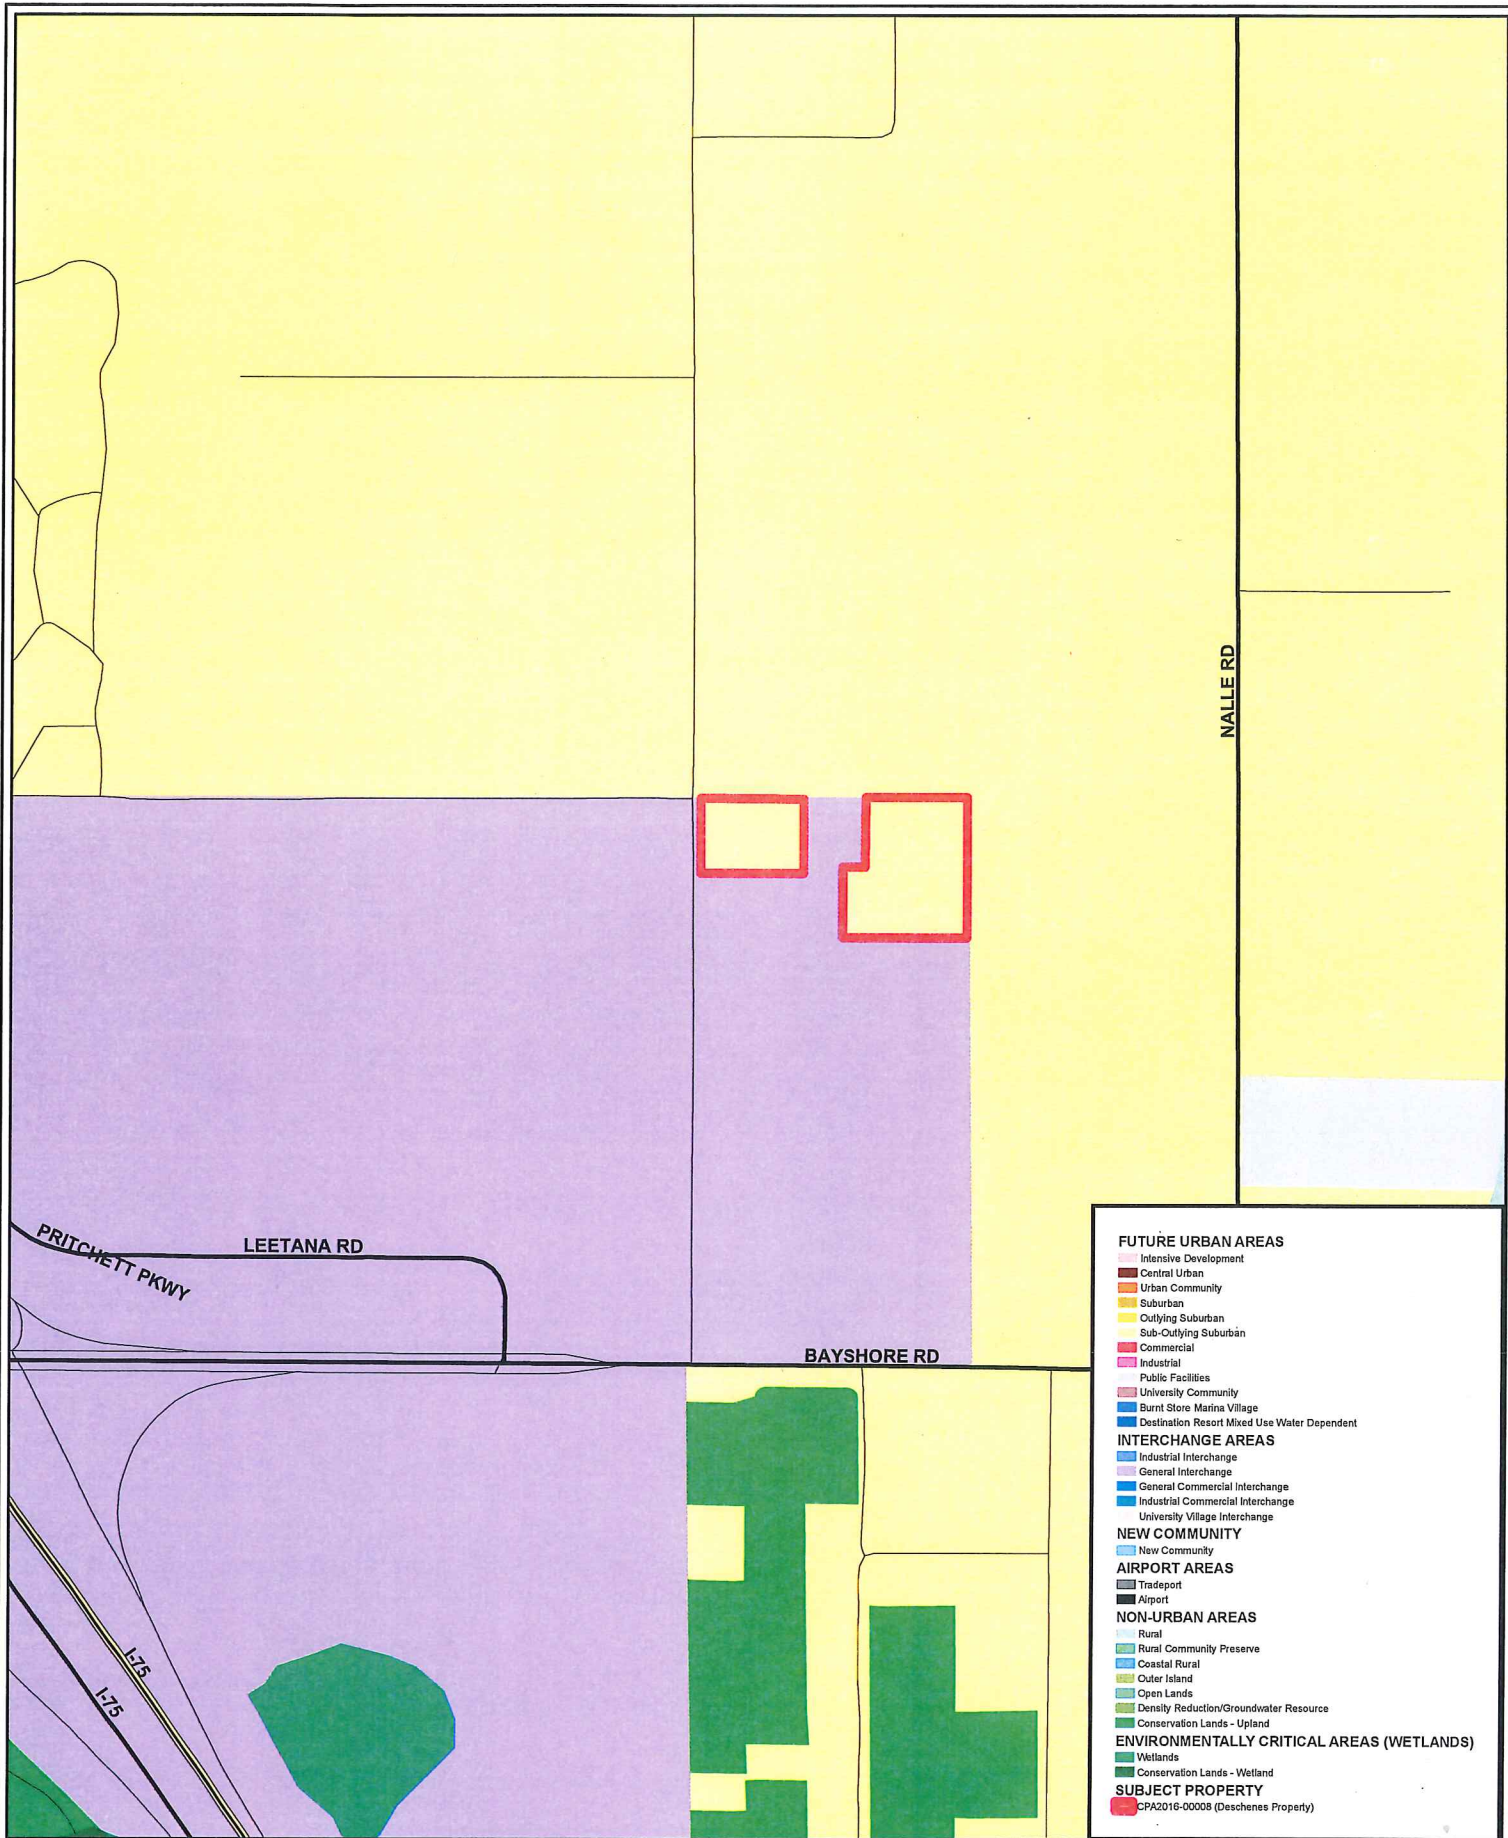 NALLE RD
PRITCHETT PKWY
LEETANA RD
BAYSHORE RD
I-75
I-75
FUTURE URBAN AREAS
Intensive Development
Central Urban
Urban Community
Suburban
Outlying Suburban
Sub-Outlying Suburban
Commercial
Industrial
Public Facilities
University Community
Burnt Store Marina Village
Destination Resort Mixed Use Water Dependent
INTERCHANGE AREAS
Industrial Interchange
General Interchange
General Commercial Interchange
Industrial Commercial Interchange
University Village Interchange
NEW COMMUNITY
New Community
AIRPORT AREAS
Tradeport
Airport
NON-URBAN AREAS
Rural
Rural Community Preserve
Coastal Rural
Outer Island
Open Lands
Density Reduction/Groundwater Resource
Conservation Lands - Upland
ENVIRONMENTALLY CRITICAL AREAS (WETLANDS)
Wetlands
Conservation Lands - Wetland
SUBJECT PROPERTY
CPA2016-00008 (Deschenes Property)